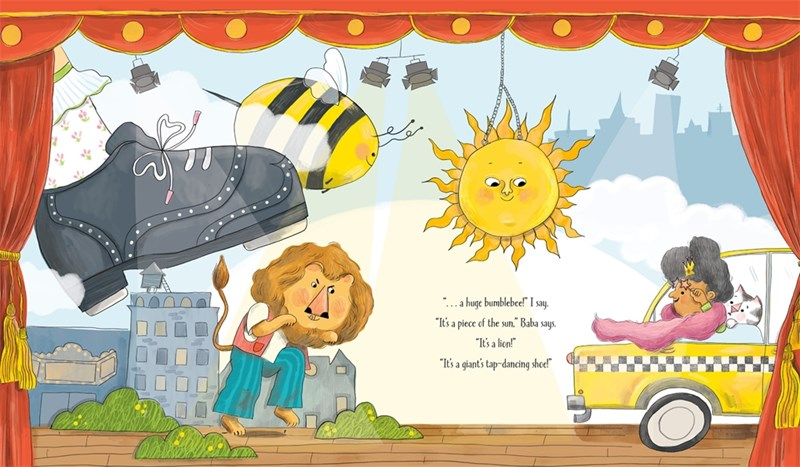 “. . . a huge bumblebee!” I say.
“It’s a piece of the sun,” Baba says.
“It’s a lion!”
“It’s a giant’s tap-dancing shoe!”